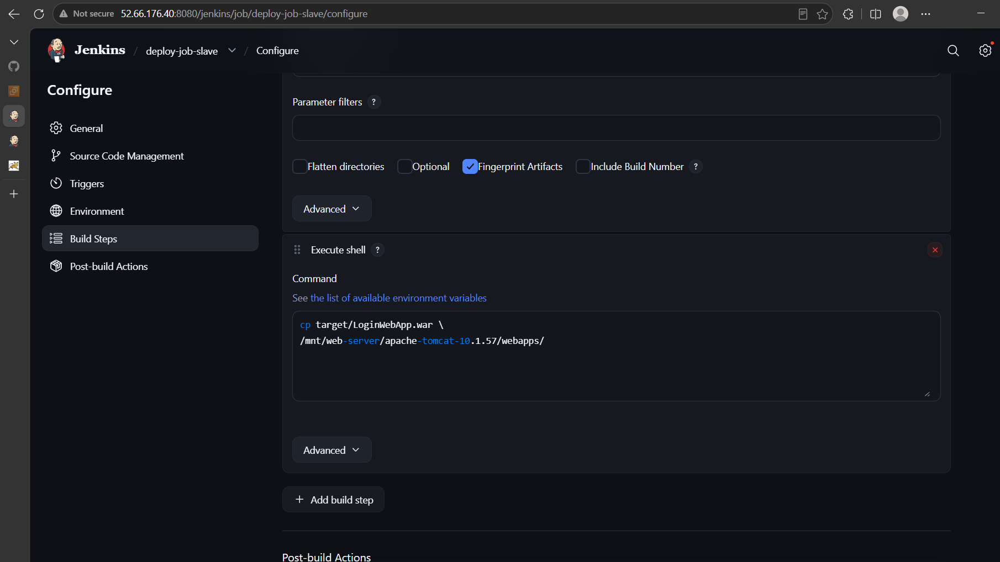 Not secure 52.66.176.40:8080/jenkins/job/deploy-job-slave/configure
Jenkins / deploy-job-slave / Configure
Configure
General
Source Code Management
Triggers
Environment
Build Steps
Post-build Actions
Parameter filters ?
Flatten directories Optional Fingerprint Artifacts Include Build Number ?
Advanced
Execute shell ?
Command
See the list of available environment variables
cp target/LoginWebApp.war \
/mnt/web-server/apache-tomcat-10.1.57/webapps/
Advanced
+ Add build step
Post-build Actions